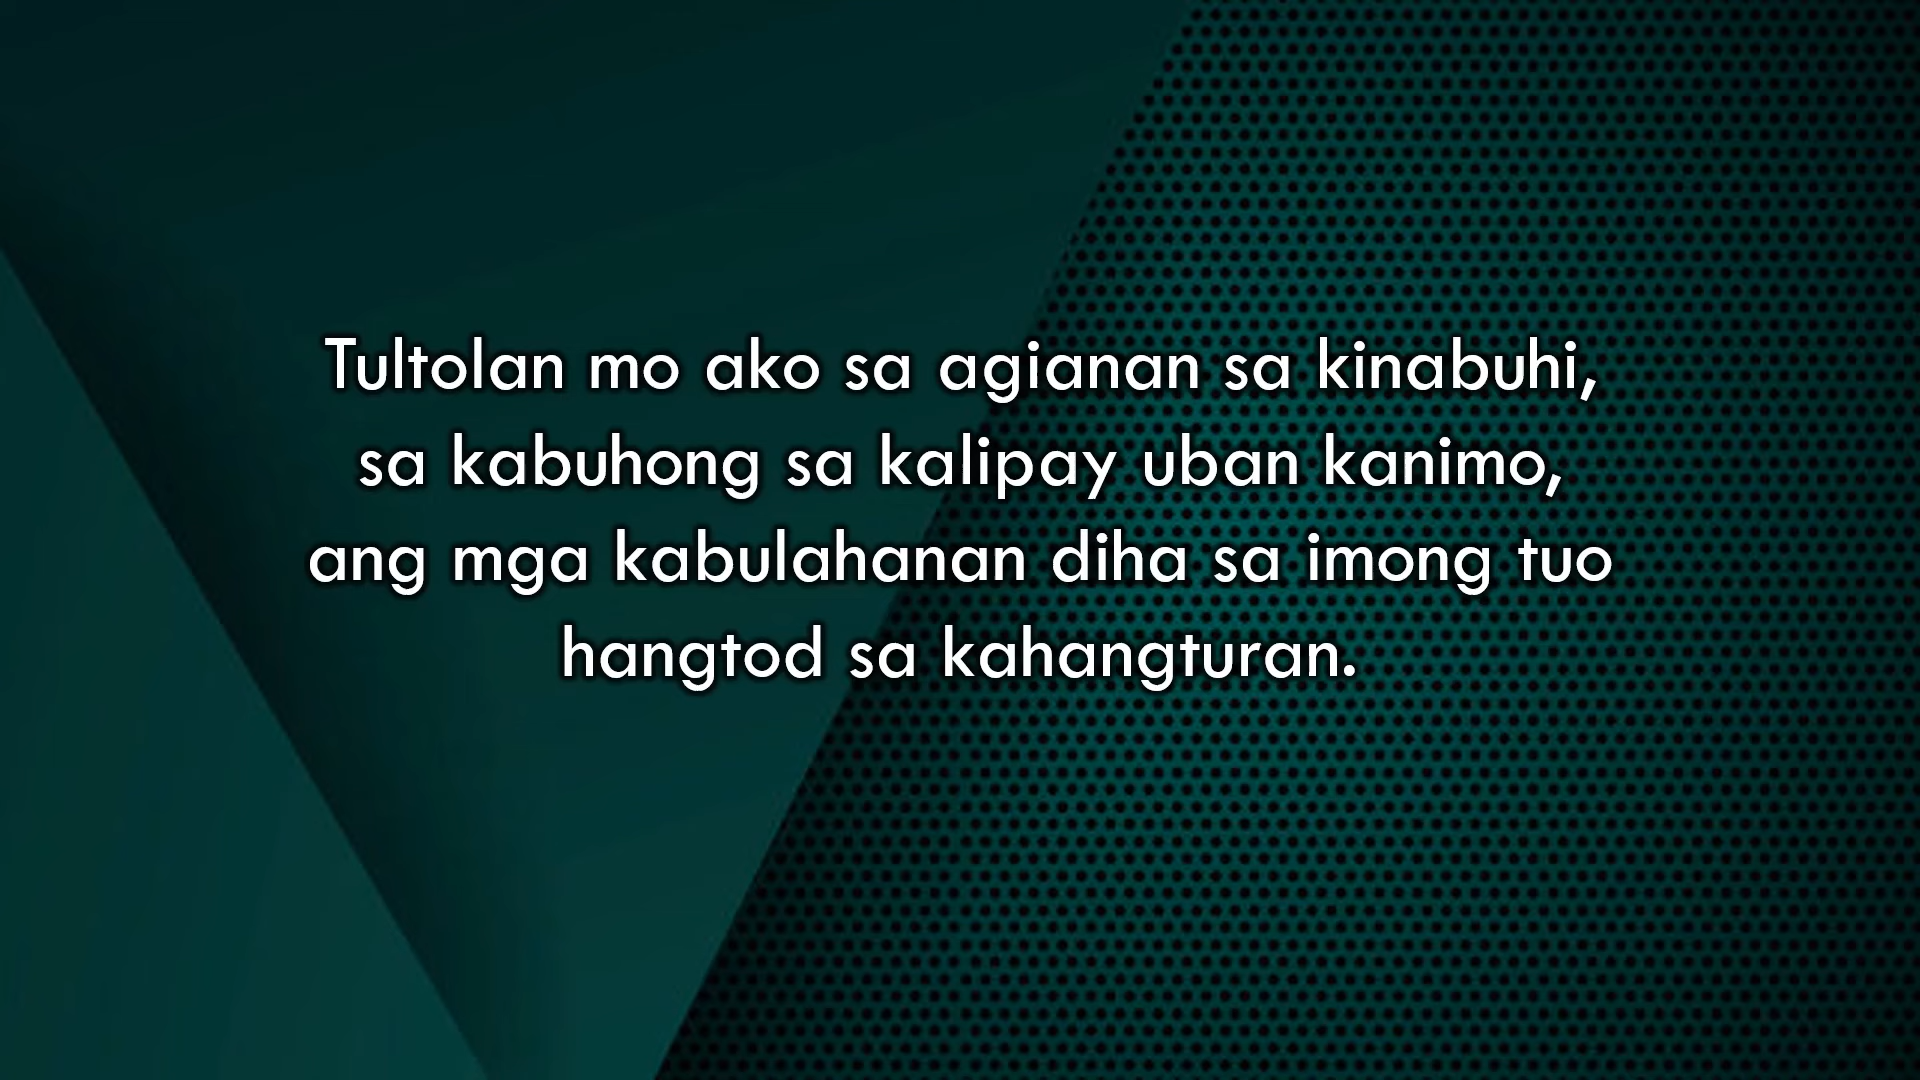 Tultolan mo ako sa agianan sa kinabuhi,
sa kabuhong sa kalipay uban kanimo,
ang mga kabulahanan diha sa imong tuo
hangtod sa kahangturan.